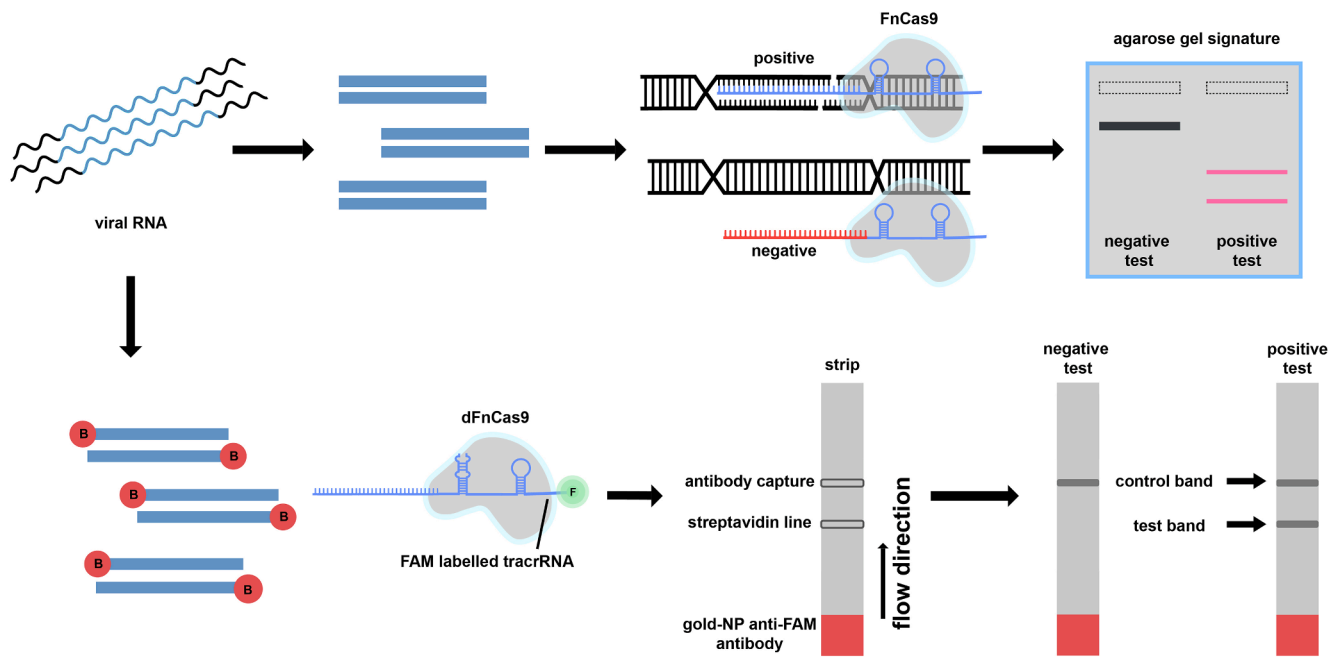 FnCas9
positive
agarose gel signature
viral RNA
negative
negative
test
positive
test
dFnCas9
B
B
B
B
B
B
F
FAM labelled tracrRNA
strip
antibody capture
streptavidin line
flow direction
gold-NP anti-FAM
antibody
negative
test
positive
test
control band
test band